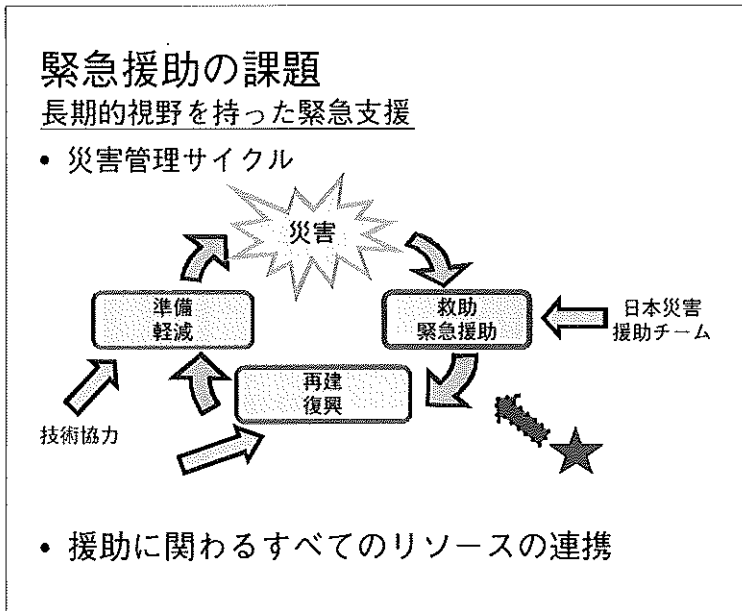 緊急援助の課題
長期的視野を持った緊急支援
• 災害管理サイクル
災害
準備
軽減
救助
緊急援助
日本災害
援助チーム
再建
復興
技術協力
• 援助に関わるすべてのリソースの連携